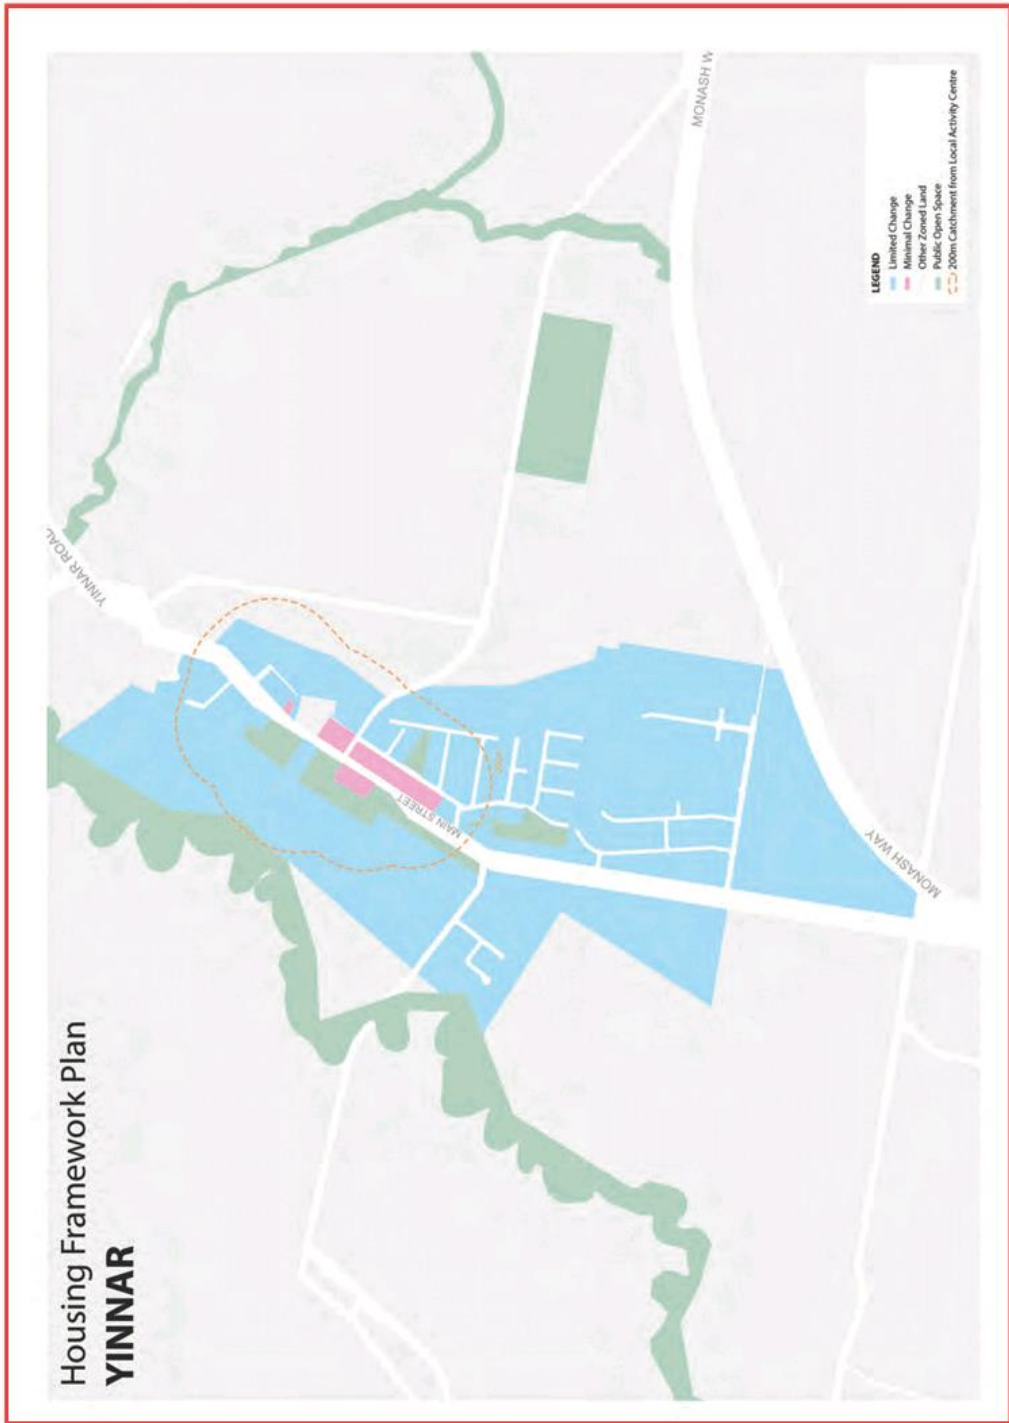 Housing Framework Plan
YINNAR
LEGEND
Limited Change
Minimal Change
Other Zoned Land
Public Open Space
200m Catchment from Local Activity Centre
YINNAR ROAD
MAIN STREET
MONASH WAY
MONASH W